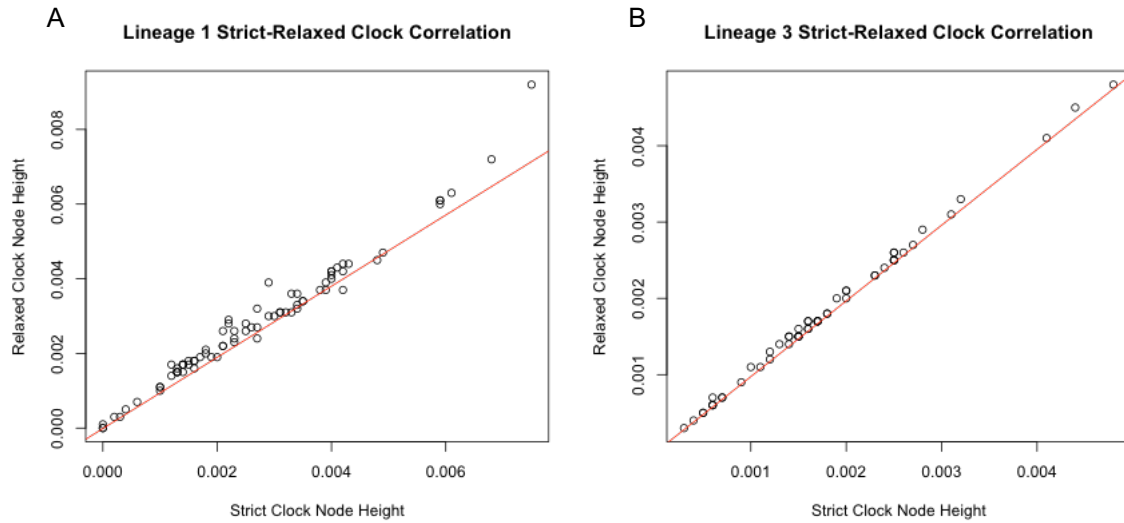 A
Lineage 1 Strict-Relaxed Clock Correlation
Relaxed Clock Node Height
0.008
0.006
0.004
0.002
0.000
0.000 0.002 0.004 0.006
Strict Clock Node Height
B
Lineage 3 Strict-Relaxed Clock Correlation
Relaxed Clock Node Height
0.004
0.003
0.002
0.001
0.001 0.002 0.003 0.004
Strict Clock Node Height